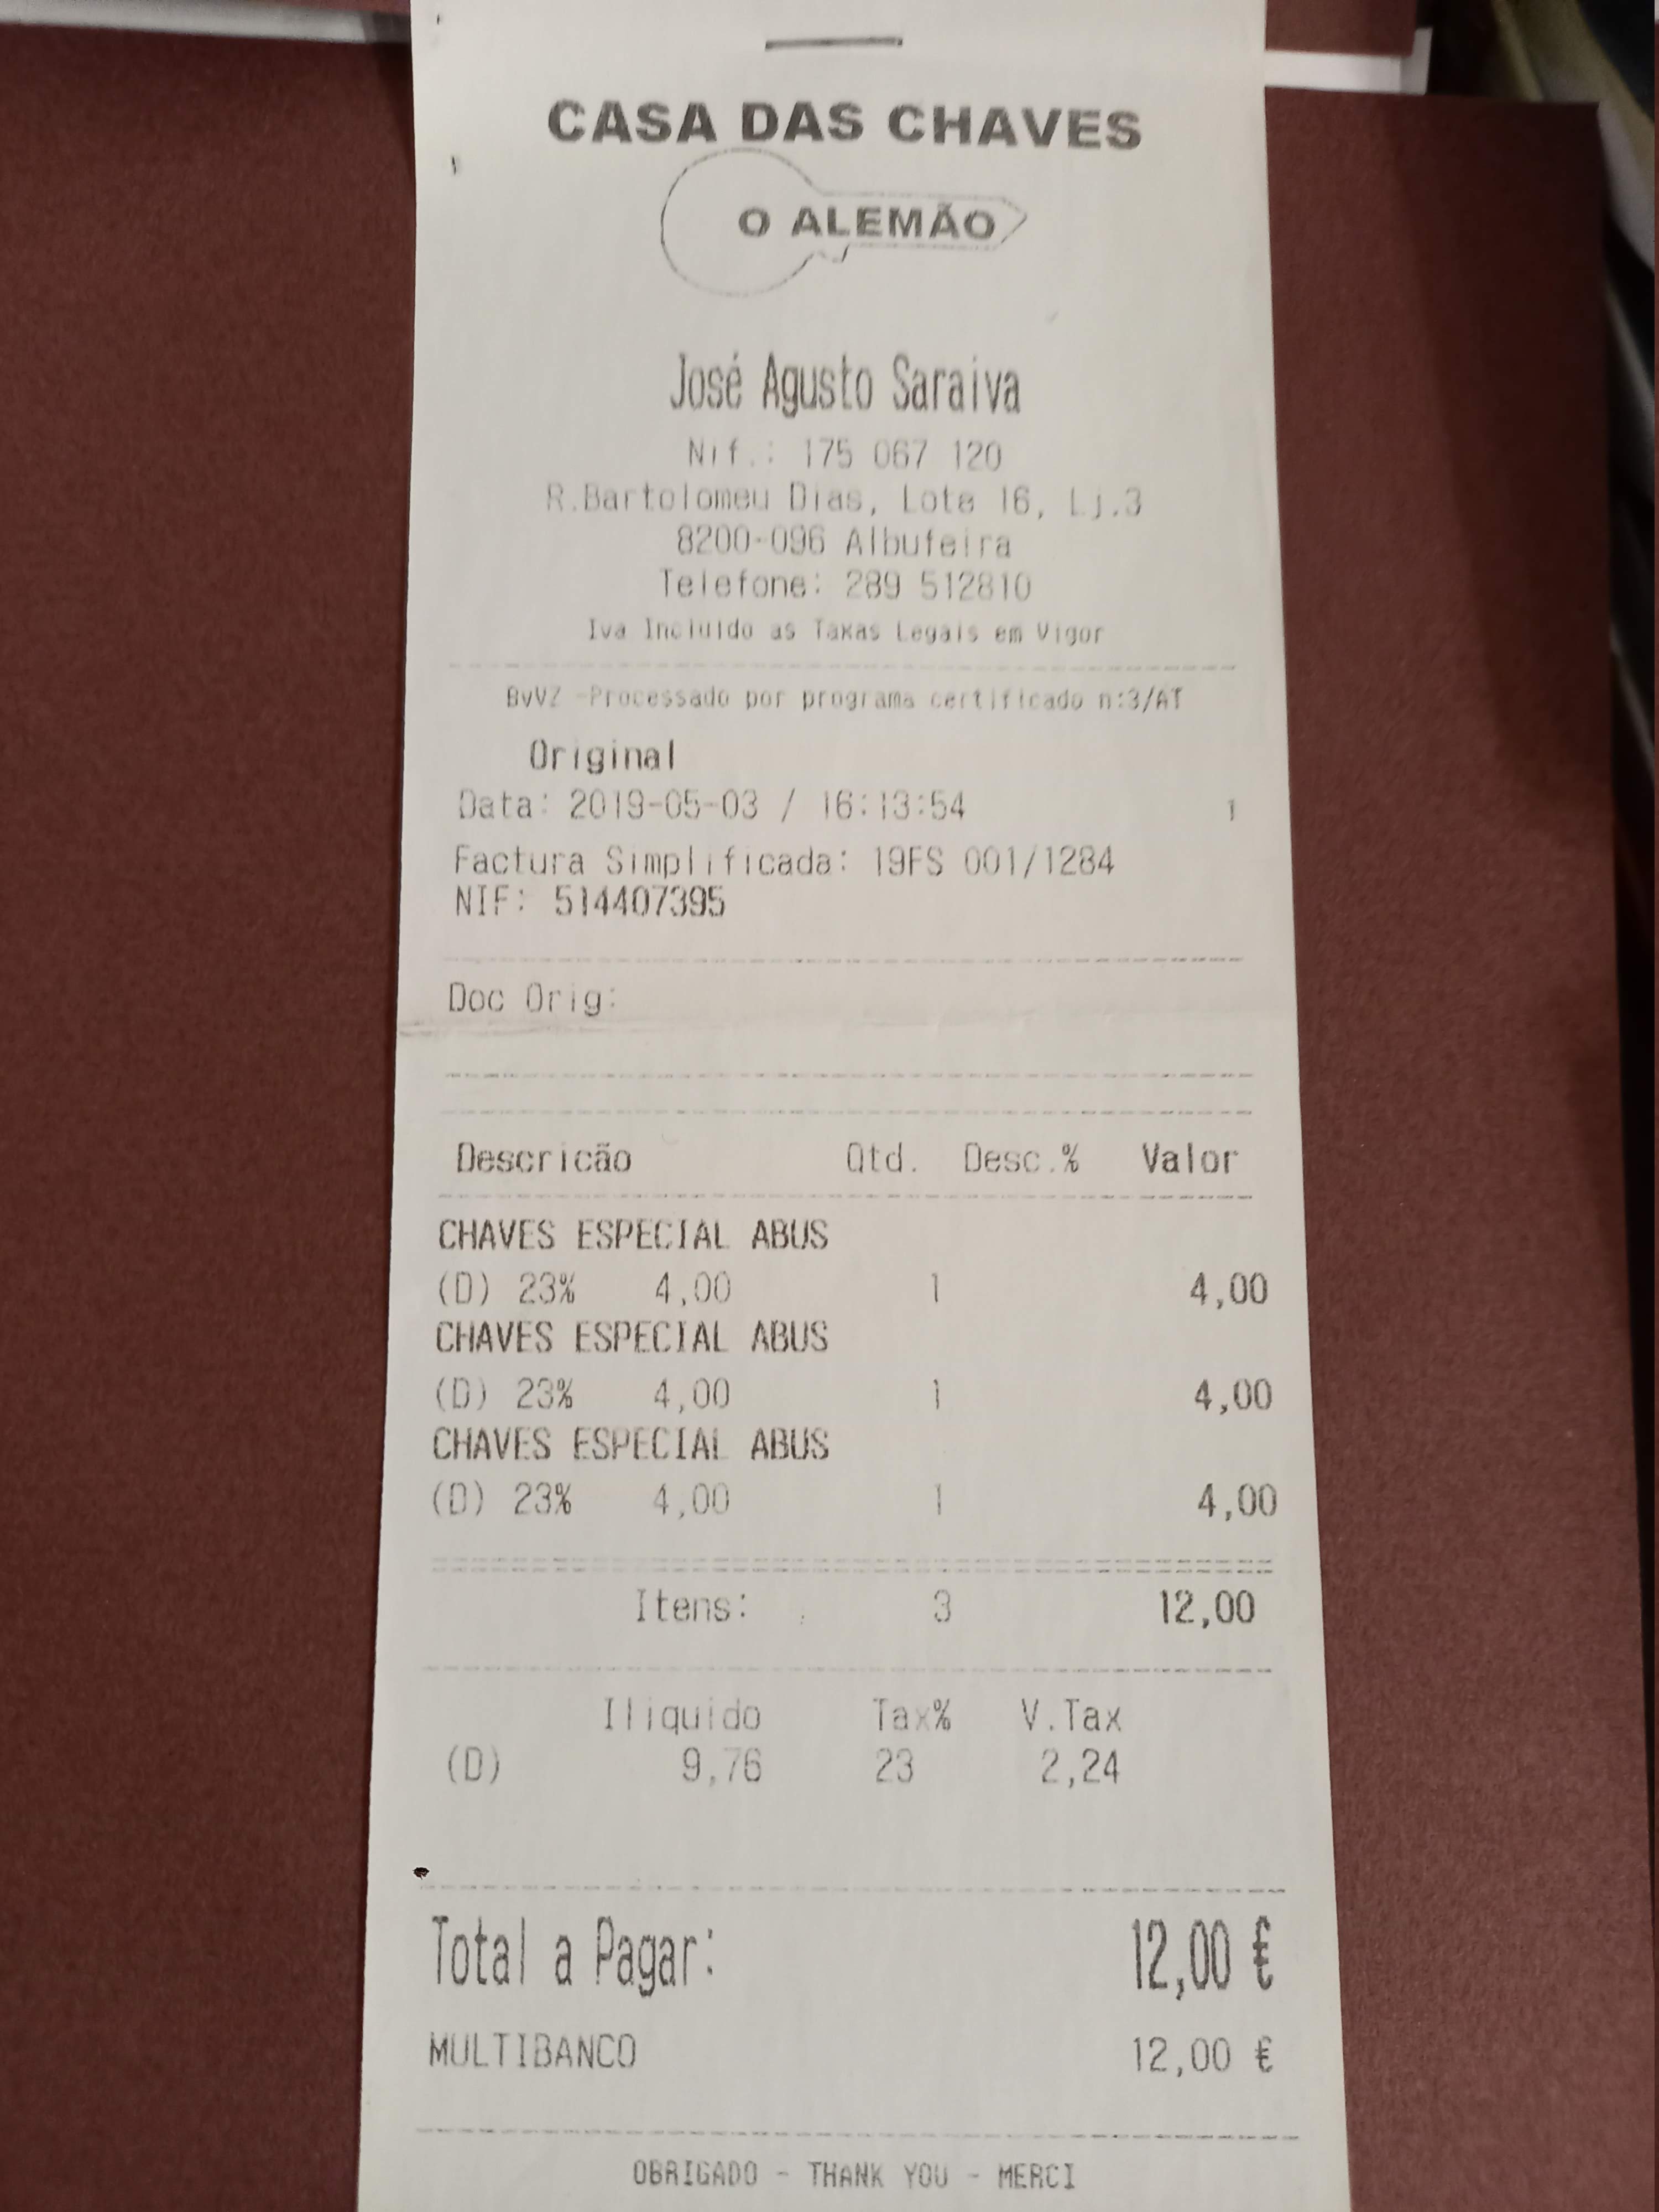 CASA DAS CHAVES
O ALEMÃO
José Agusto Saraiva
Nif.: 175 067 120
R.Bartolomeu Dias, Lote 16, Lj.3
8200-096 Albufeira
Telefone: 289 512810
Iva Incluido as Taxas Legais em Vigor
BvVZ -Processado por programa certificado n:3/AT
Original
Data: 2019-05-03 / 16:13:54 1
Factura Simplificada: 19FS 001/1284
NIF: 514407395
Doc Orig:
Descricão Qtd. Desc.% Valor
CHAVES ESPECIAL ABUS
(D) 23% 4,00 1 4,00
CHAVES ESPECIAL ABUS
(D) 23% 4,00 1 4,00
CHAVES ESPECIAL ABUS
(D) 23% 4,00 1 4,00
Itens: 3 12,00
Iliquido Tax% V.Tax
(D) 9,76 23 2,24
Total a Pagar: 12,00 €
MULTIBANCO 12,00 €
OBRIGADO - THANK YOU - MERCI